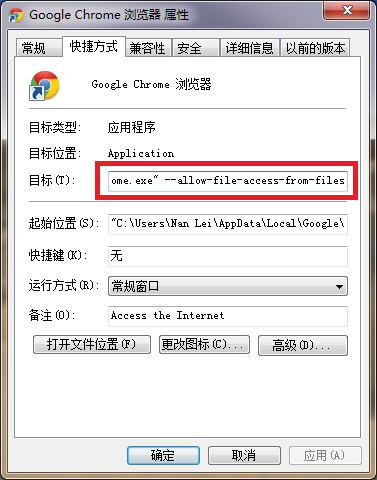 Google Chrome 浏览器 属性
常规 快捷方式 兼容性 安全 详细信息 以前的版本
Google Chrome 浏览器
目标类型: 应用程序
目标位置: Application
目标(T): ome.exe" --allow-file-access-from-files
起始位置(S): "C:\Users\Nan Lei\AppData\Local\Google\
快捷键(K): 无
运行方式(R): 常规窗口
备注(O): Access the Internet
打开文件位置(F) 更改图标(C)... 高级(D)...
确定 取消 应用(A)